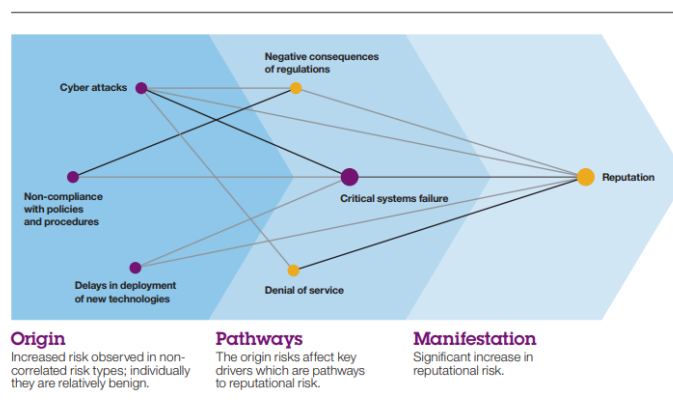 Negative consequences
of regulations
Cyber attacks
Non-compliance
with policies
and procedures
Critical systems failure
Reputation
Delays in deployment
of new technologies
Denial of service
Origin
Increased risk observed in non-
correlated risk types; individually
they are relatively benign.
Pathways
The origin risks affect key
drivers which are pathways
to reputational risk.
Manifestation
Significant increase in
reputational risk.